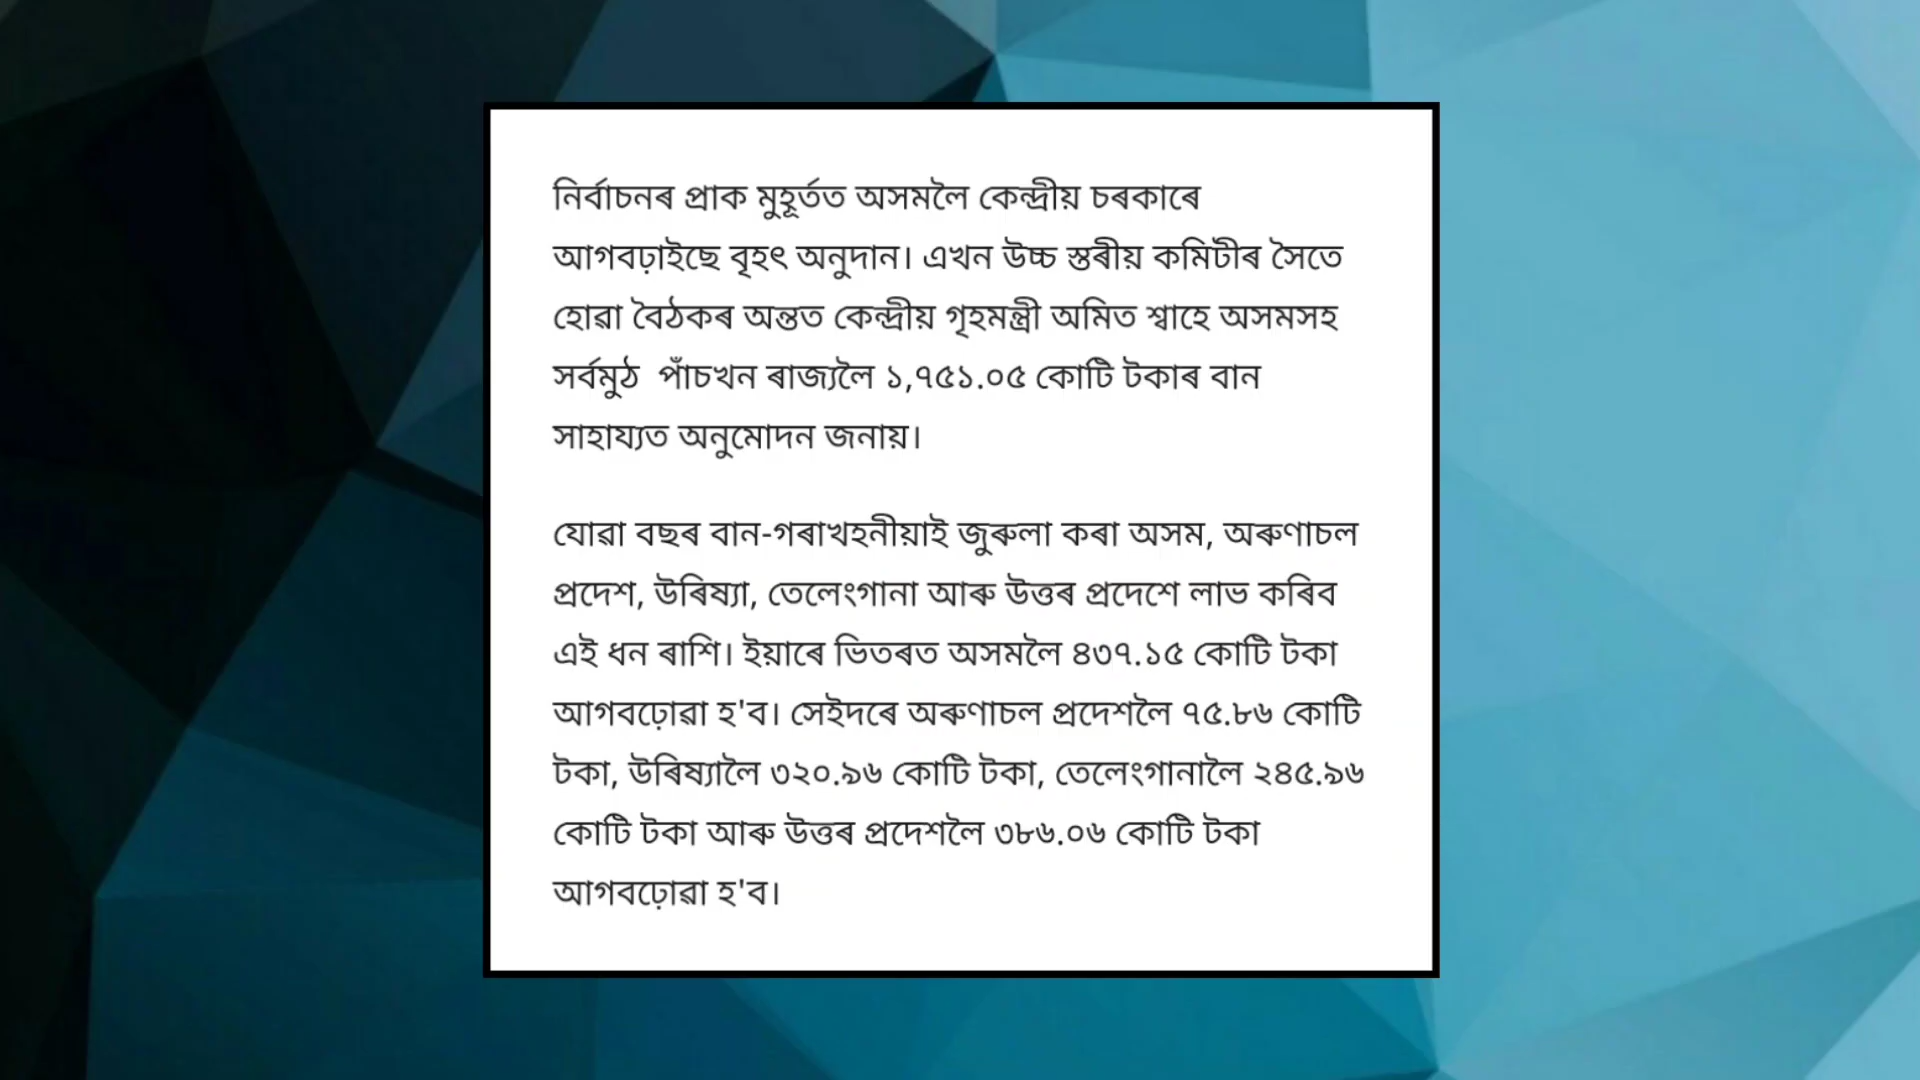 নিৰ্বাচনৰ প্ৰাক মুহূৰ্তত অসমলৈ কেন্দ্ৰীয় চৰকাৰে
আগবঢ়াইছে বৃহৎ অনুদান। এখন উচ্চ স্তৰীয় কমিটীৰ সৈতে
হোৱা বৈঠকৰ অন্তত কেন্দ্ৰীয় গৃহমন্ত্ৰী অমিত শ্বাহে অসমসহ
সৰ্বমুঠ পাঁচখন ৰাজ্যলৈ ১,৭৫১.০৫ কোটি টকাৰ বান
সাহায্যত অনুমোদন জনায়।
যোৱা বছৰ বান-গৰাখহনীয়াই জুৰুলা কৰা অসম, অৰুণাচল
প্ৰদেশ, উৰিষ্যা, তেলেংগানা আৰু উত্তৰ প্ৰদেশে লাভ কৰিব
এই ধন ৰাশি। ইয়াৰে ভিতৰত অসমলৈ ৪৩৭.১৫ কোটি টকা
আগবঢ়োৱা হ'ব। সেইদৰে অৰুণাচল প্ৰদেশলৈ ৭৫.৮৬ কোটি
টকা, উৰিষ্যালৈ ৩২০.৯৬ কোটি টকা, তেলেংগানালৈ ২৪৫.৯৬
কোটি টকা আৰু উত্তৰ প্ৰদেশলৈ ৩৮৬.০৬ কোটি টকা
আগবঢ়োৱা হ'ব।